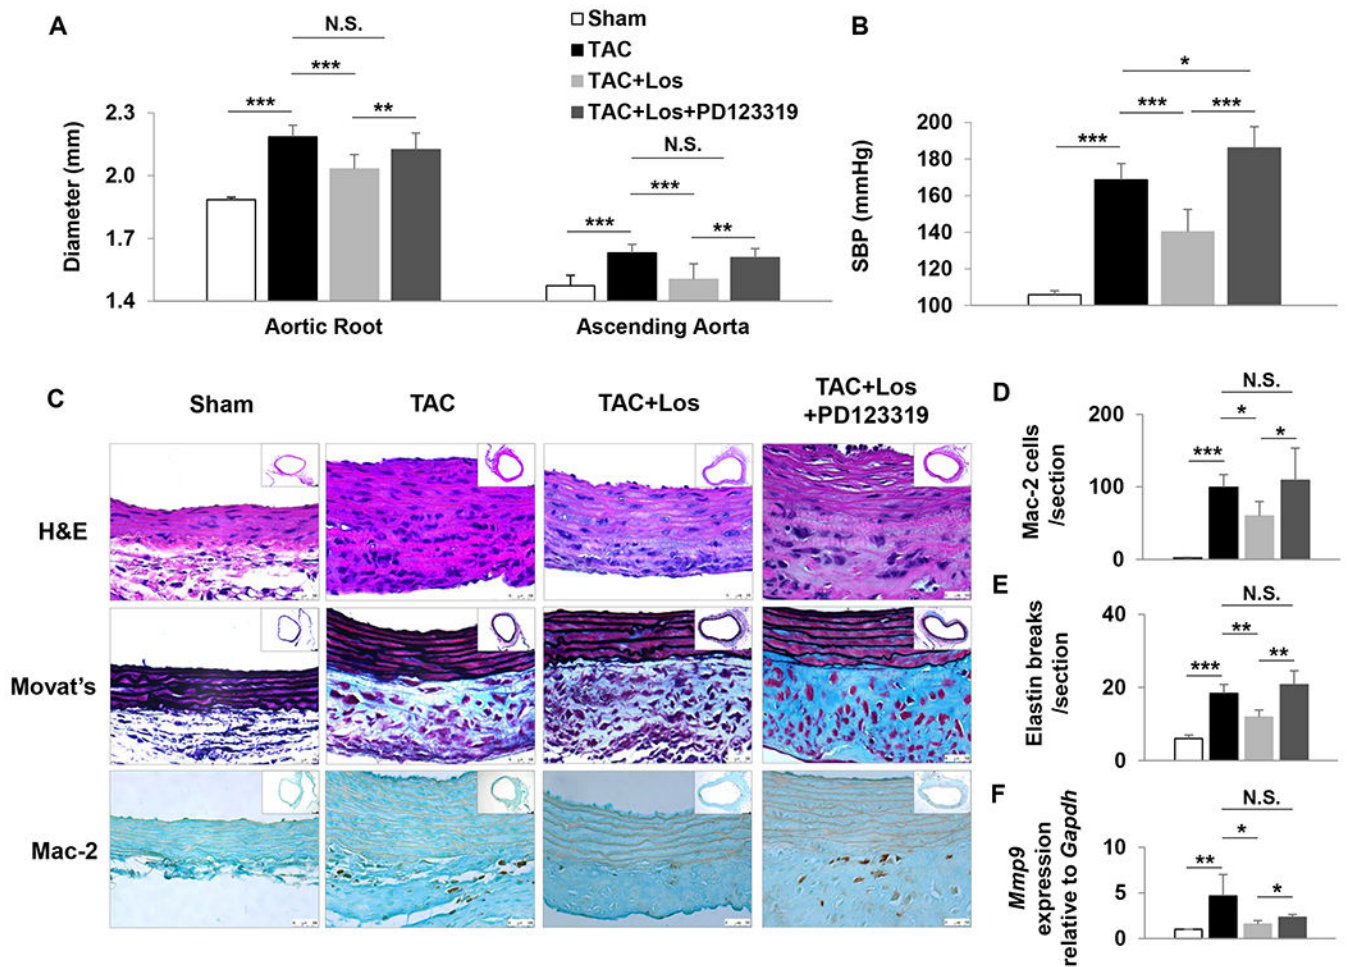 A
N.S.
***
***
**
Diameter (mm)
2.3
2.0
1.7
1.4
Aortic Root
N.S.
***
***
**
Ascending Aorta
Sham
TAC
TAC+Los
TAC+Los+PD123319
B
*
***
***
***
SBP (mmHg)
200
180
160
140
120
100
C
Sham
TAC
TAC+Los
TAC+Los
+PD123319
H&E
Movat's
Mac-2
D
N.S.
*
*
***
Mac-2 cells
/section
200
100
0
E
N.S.
**
**
***
Elastin breaks
/section
40
20
0
F
N.S.
*
**
*
Mmp9
expression
relative to Gapdh
10
5
0